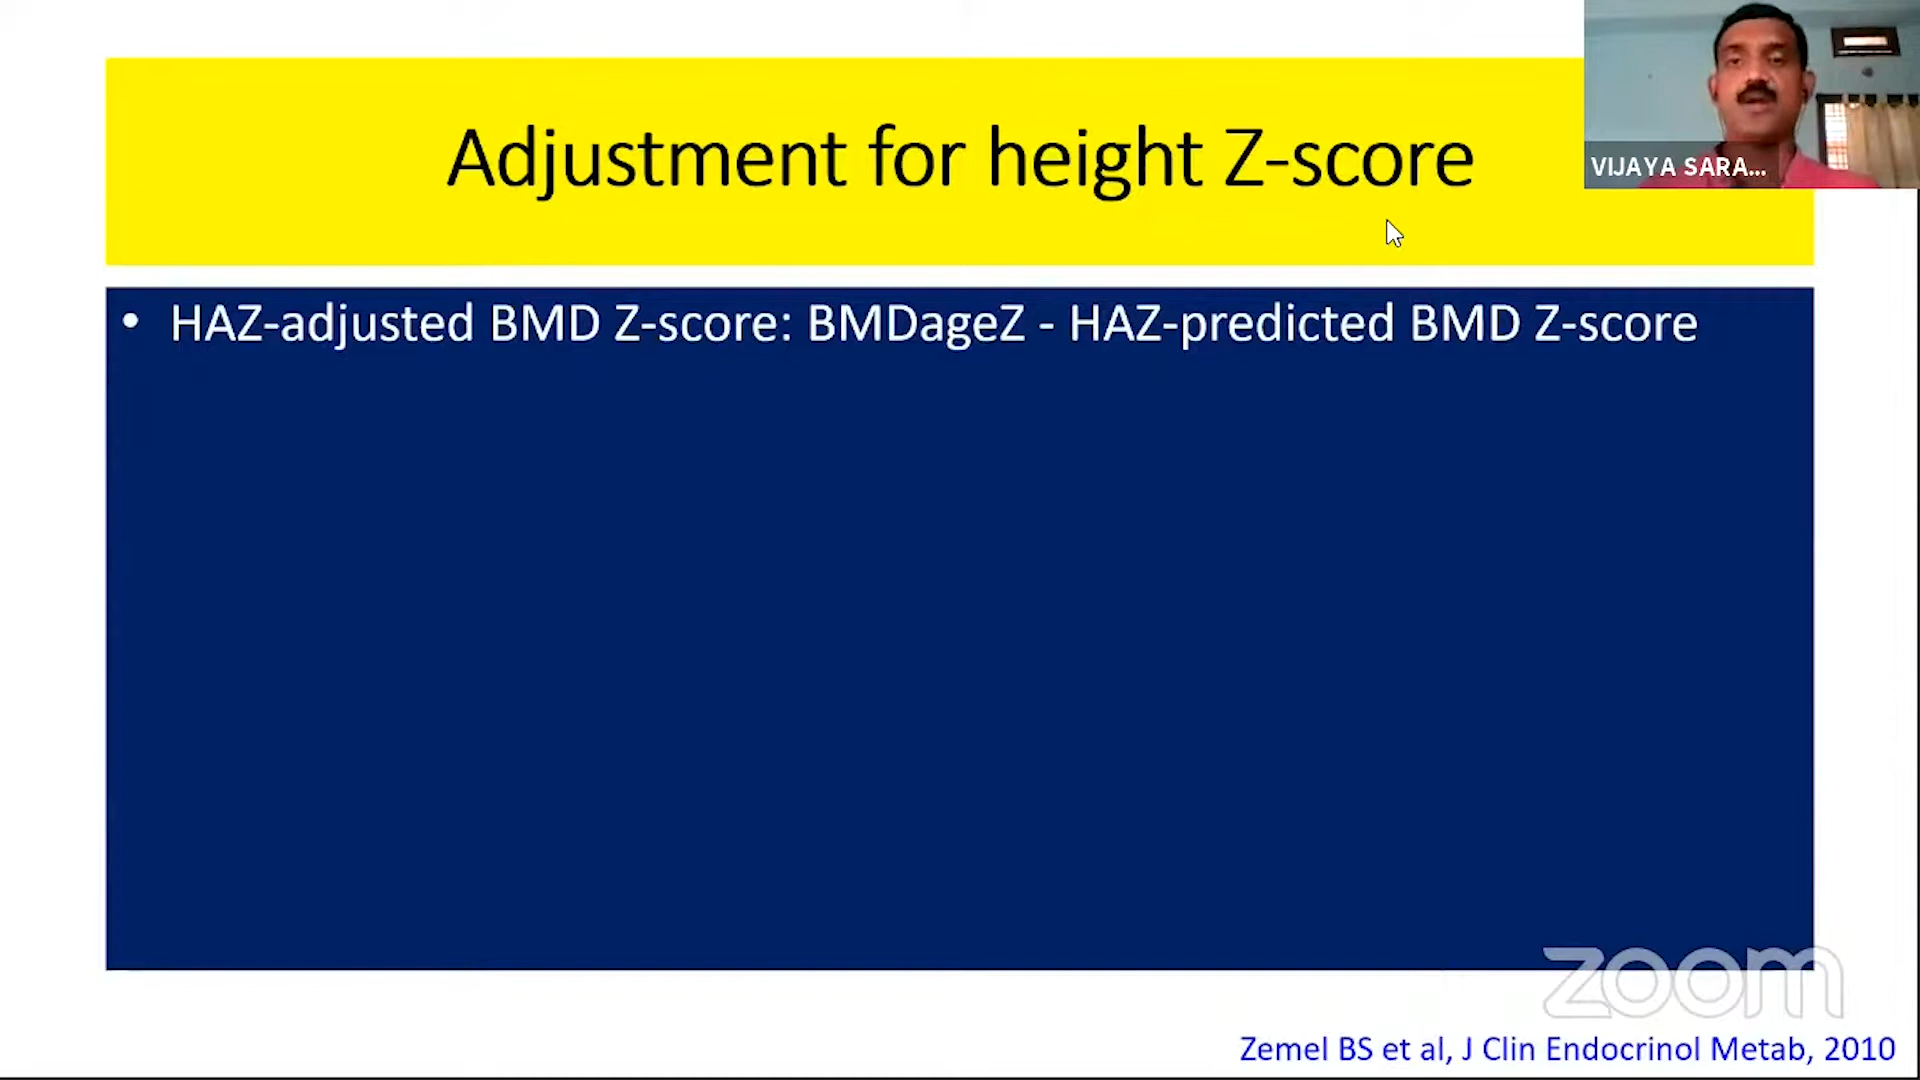 Adjustment for height Z-score
VIJAYA SARA...
• HAZ-adjusted BMD Z-score: BMDageZ - HAZ-predicted BMD Z-score
zoom
Zemel BS et al, J Clin Endocrinol Metab, 2010